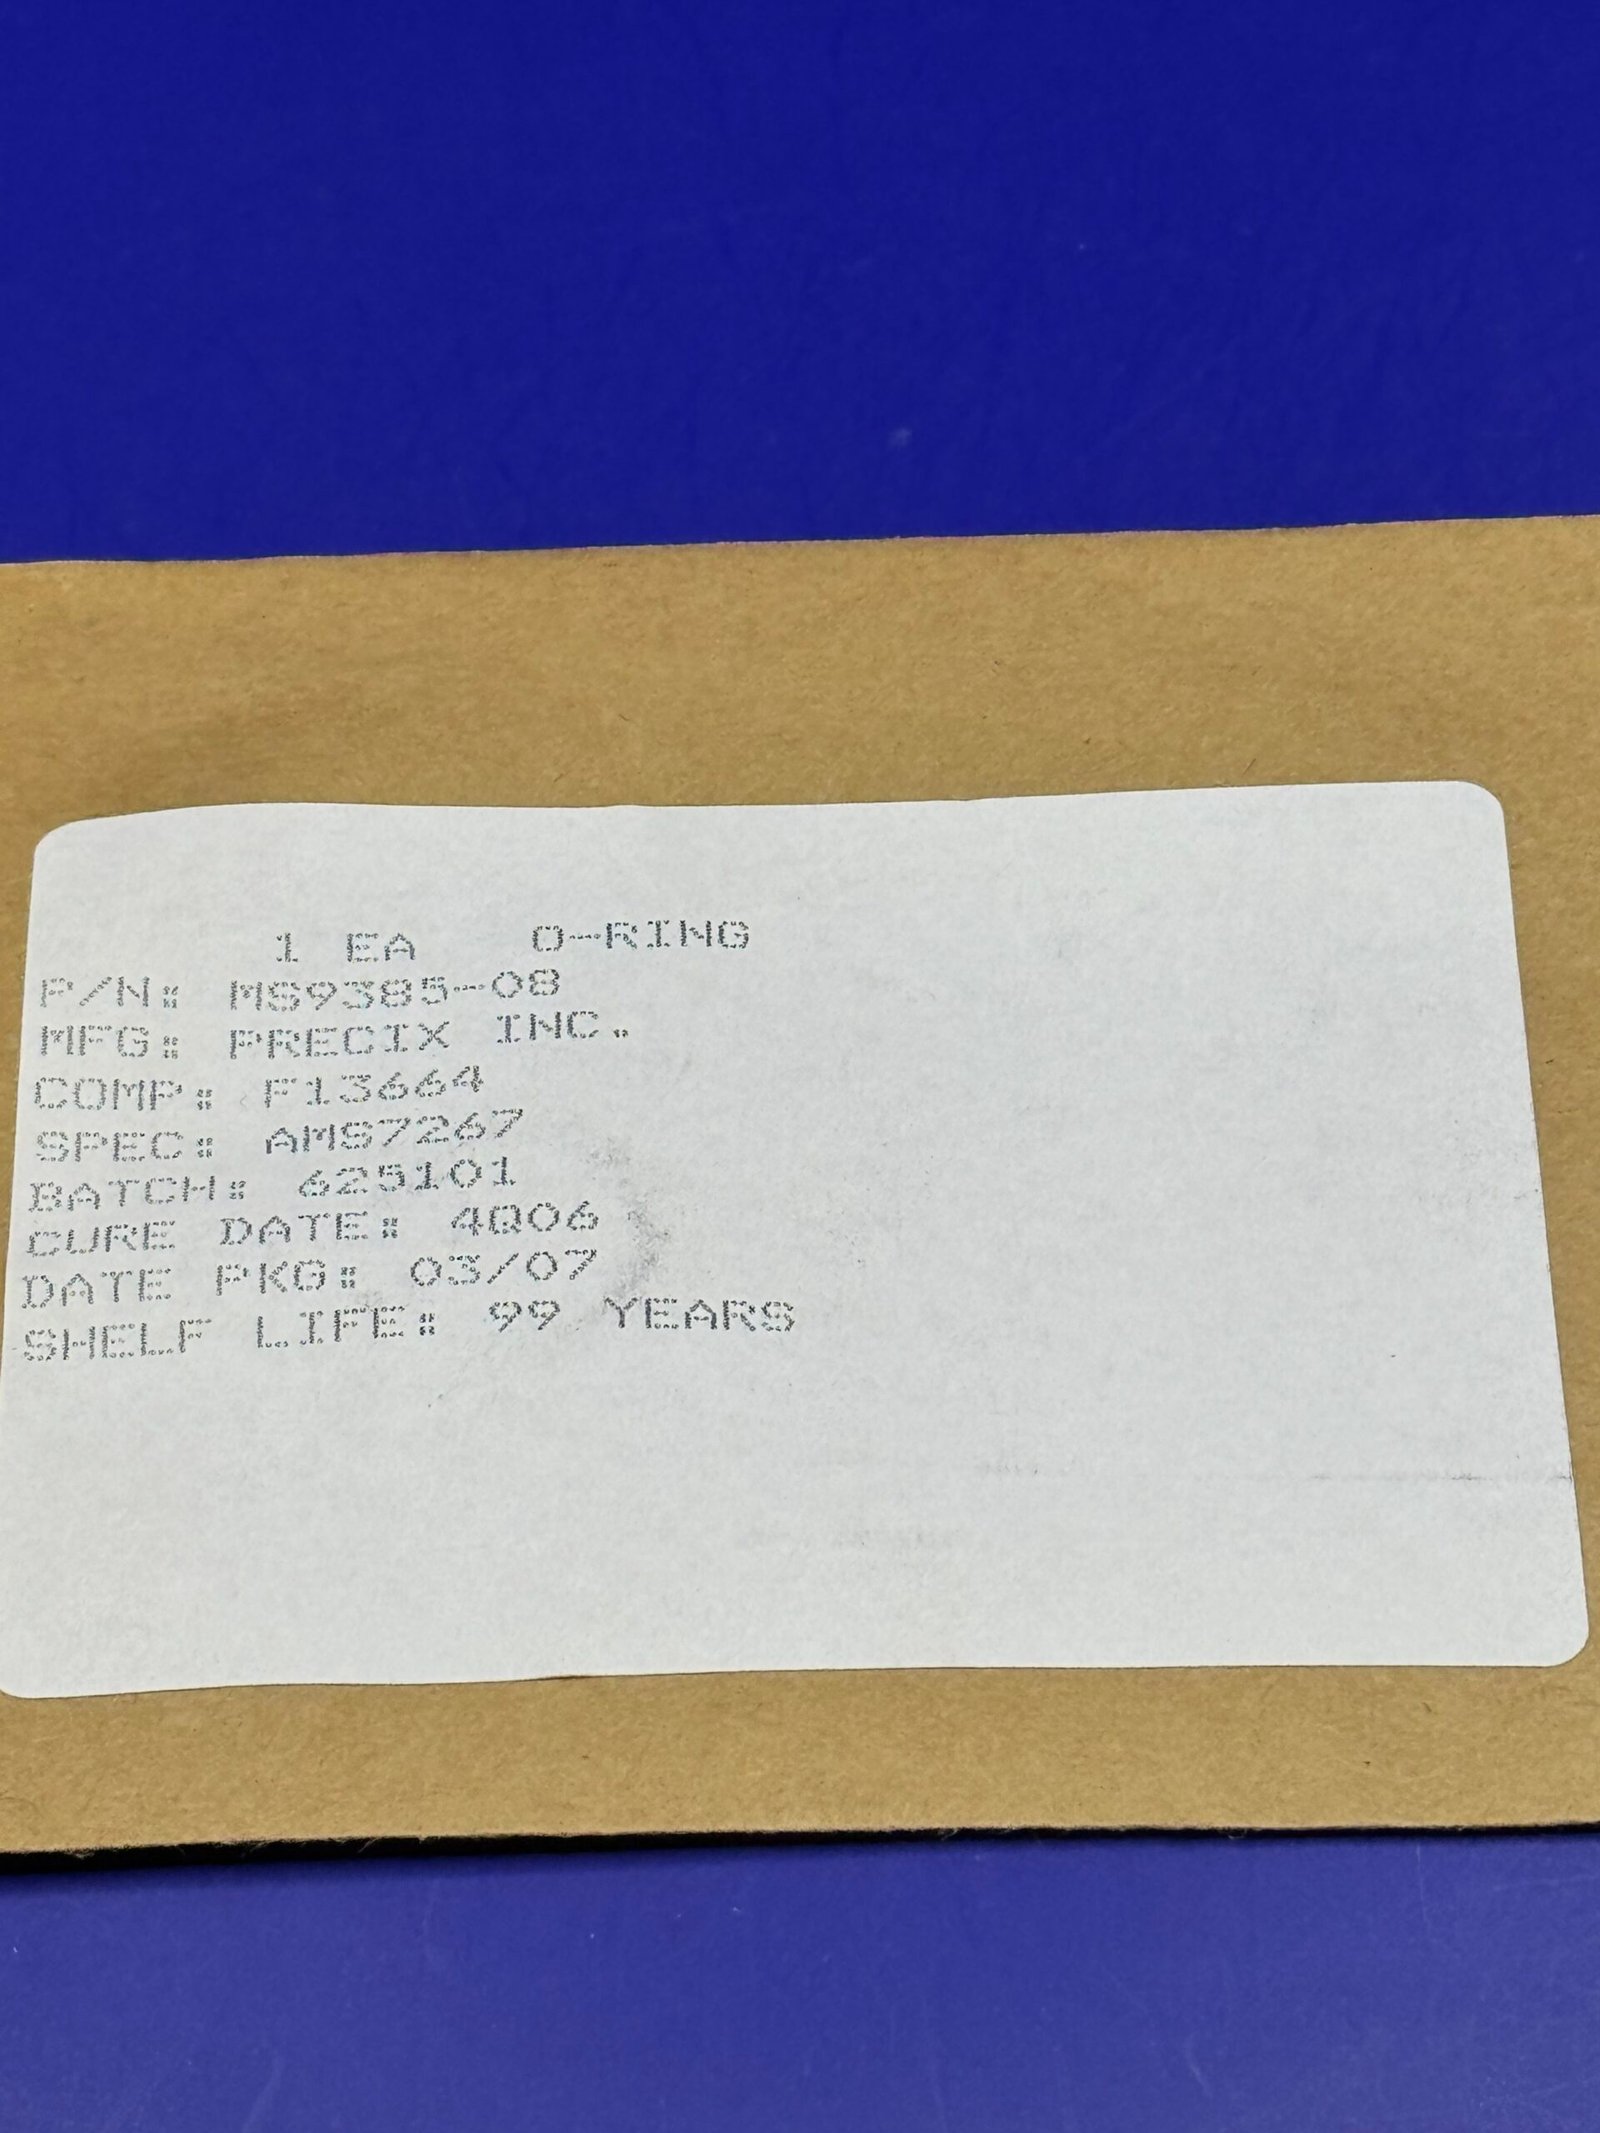 1 EA O-RING
P/N: MS9385-08
MFG: PRECIX INC.
COMP: F13664
SPEC: AMS7267
BATCH: 625101
CURE DATE: 4Q06
DATE PKG: 03/07
SHELF LIFE: 99 YEARS